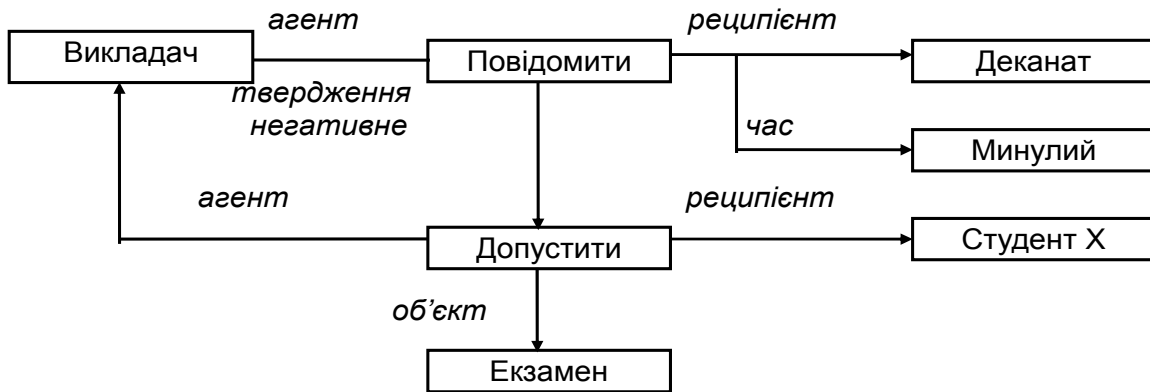 агент
реципієнт
Викладач
Повідомити
Деканат
твердження
негативне
час
Минулий
агент
реципієнт
Допустити
Студент Х
об’єкт
Екзамен